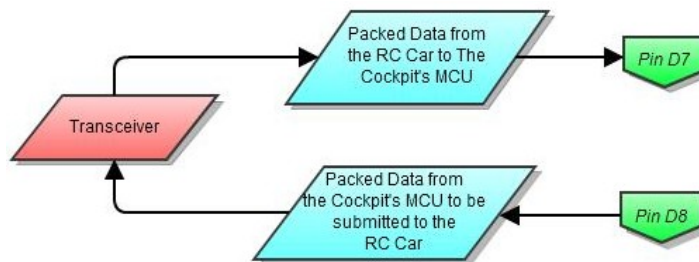 Packed Data from
the RC Car to The
Cockpit's MCU
Pin D7
Transceiver
Packed Data from
the Cockpit's MCU to be
submitted to the
RC Car
Pin D8